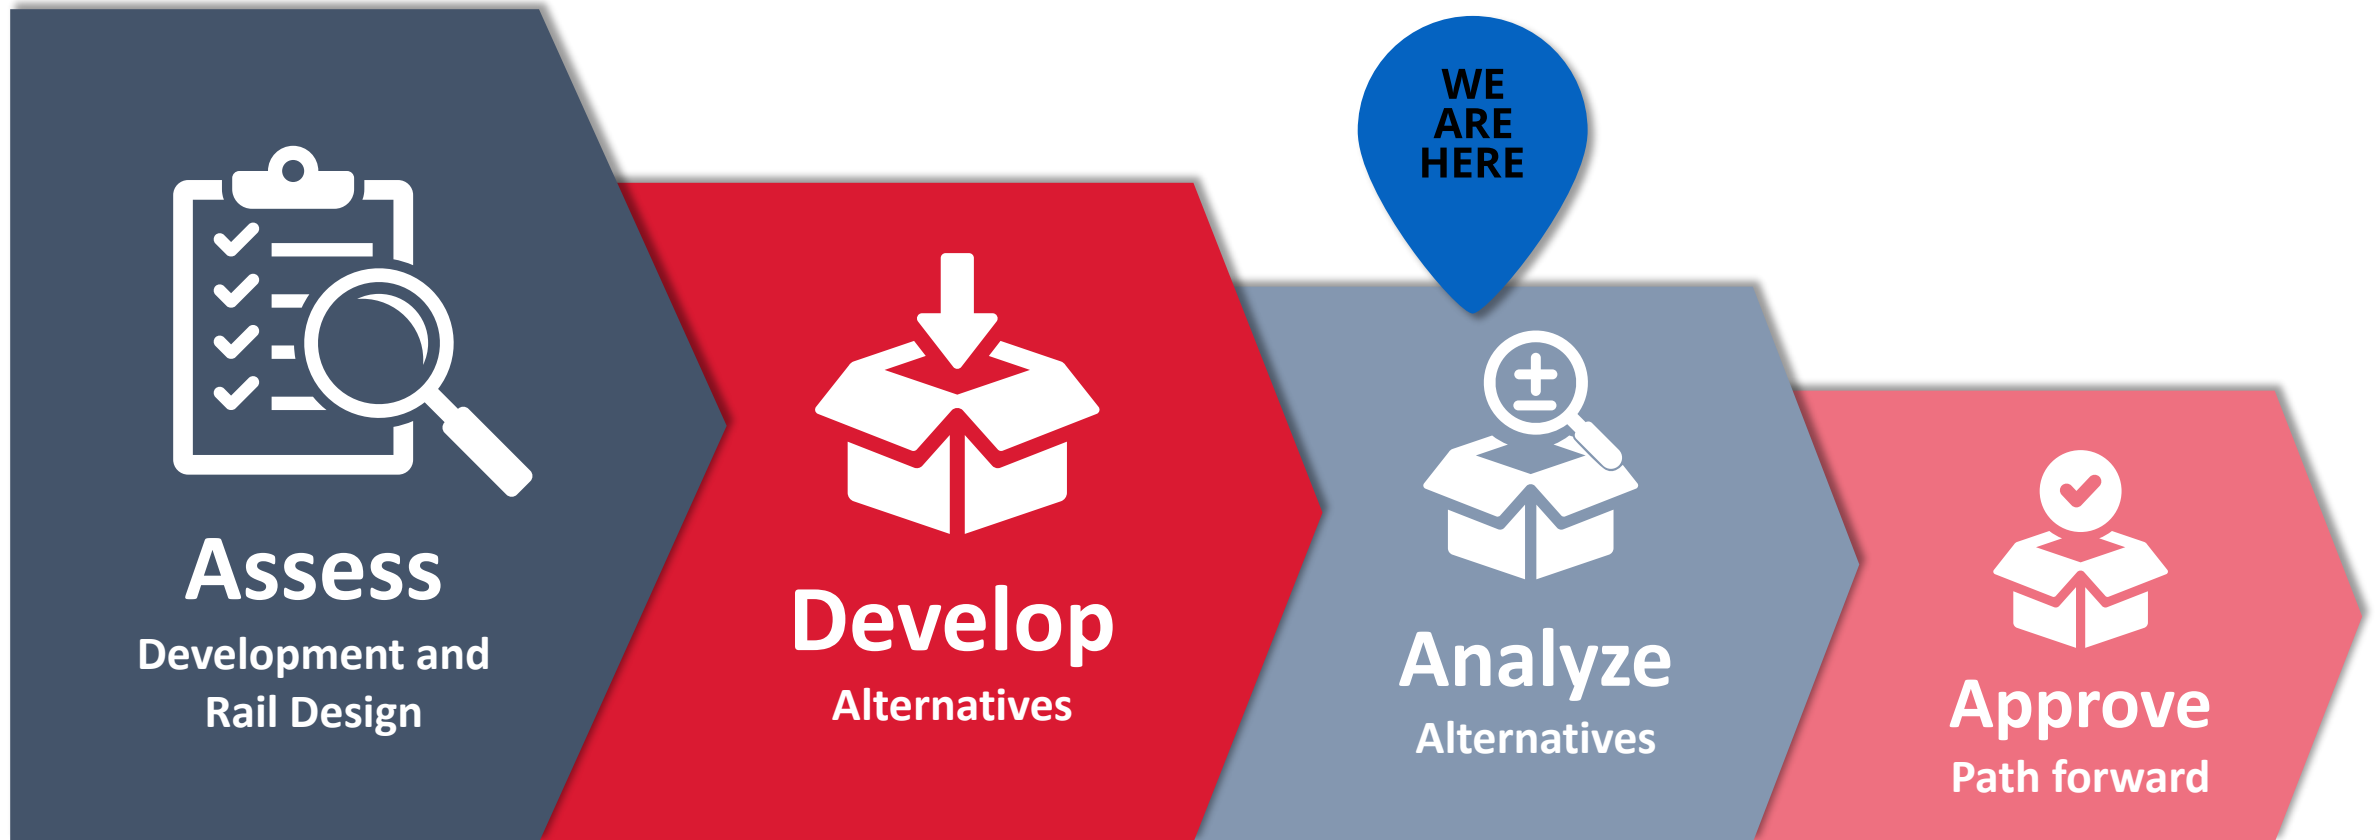 WE
ARE
HERE
Assess
Development and
Rail Design
Develop
Alternatives
Analyze
Alternatives
Approve
Path forward